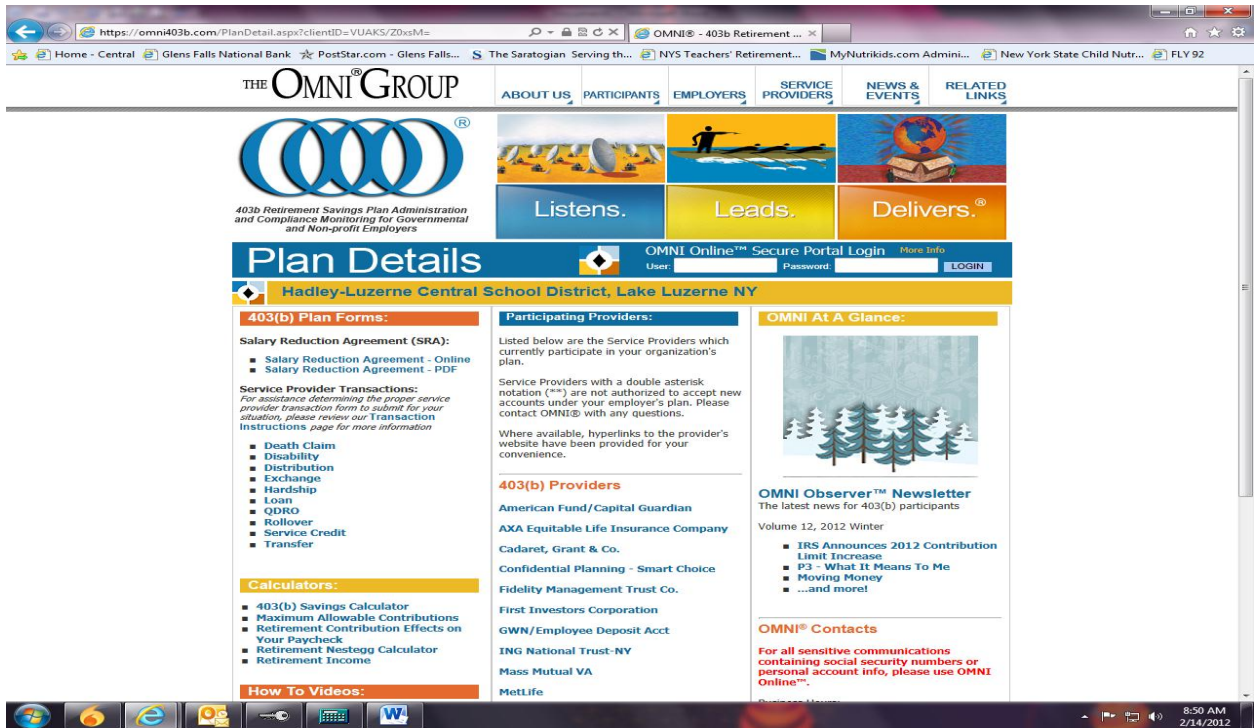 https://omni403b.com/PlanDetail.aspx?clientID=VUAKS/Z0xsM=
OMNI® - 403b Retirement ...
Home - Central
Glens Falls National Bank
PostStar.com - Glens Falls...
The Saratogian Serving th...
NYS Teachers' Retirement...
MyNutrikids.com Admini...
New York State Child Nutr...
FLY 92
THE OMNI® GROUP
ABOUT US
PARTICIPANTS
EMPLOYERS
SERVICE
PROVIDERS
NEWS &
EVENTS
RELATED
LINKS
®
403b Retirement Savings Plan Administration
and Compliance Monitoring for Governmental
and Non-profit Employers
Listens.
Leads.
Delivers.®
Plan Details
OMNI Online™ Secure Portal Login More Info
User: Password: LOGIN
Hadley-Luzerne Central School District, Lake Luzerne NY
403(b) Plan Forms:
Salary Reduction Agreement (SRA):
Salary Reduction Agreement - Online
Salary Reduction Agreement - PDF
Service Provider Transactions:
For assistance determining the proper service
provider transaction form to submit for your
situation, please review our Transaction
Instructions page for more information
Death Claim
Disability
Distribution
Exchange
Hardship
Loan
QDRO
Rollover
Service Credit
Transfer
Calculators:
403(b) Savings Calculator
Maximum Allowable Contributions
Retirement Contribution Effects on
Your Paycheck
Retirement Nestegg Calculator
Retirement Income
How To Videos:
Participating Providers:
Listed below are the Service Providers which
currently participate in your organization's
plan.
Service Providers with a double asterisk
notation (**) are not authorized to accept new
accounts under your employer's plan. Please
contact OMNI® with any questions.
Where available, hyperlinks to the provider's
website have been provided for your
convenience.
403(b) Providers
American Fund/Capital Guardian
AXA Equitable Life Insurance Company
Cadaret, Grant & Co.
Confidential Planning - Smart Choice
Fidelity Management Trust Co.
First Investors Corporation
GWN/Employee Deposit Acct
ING National Trust-NY
Mass Mutual VA
MetLife
OMNI At A Glance:
OMNI Observer™ Newsletter
The latest news for 403(b) participants
Volume 12, 2012 Winter
IRS Announces 2012 Contribution
Limit Increase
P3 - What It Means To Me
Moving Money
...and more!
OMNI® Contacts
For all sensitive communications
containing social security numbers or
personal account info, please use OMNI
Online™.
8:50 AM
2/14/2012